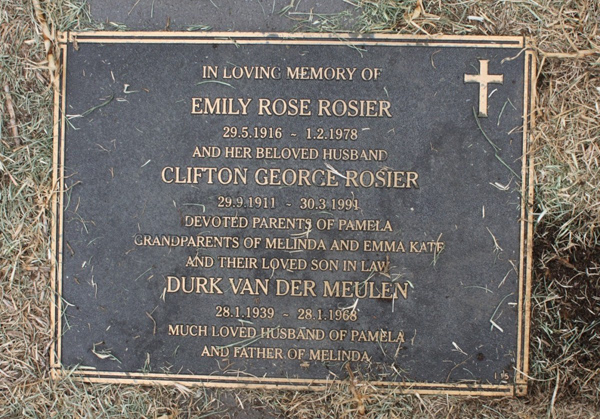 IN LOVING MEMORY OF
EMILY ROSE ROSIER
29.5.1916 - 1.2.1978
AND HER BELOVED HUSBAND
CLIFTON GEORGE ROSIER
29.9.1911 - 30.3.1991
DEVOTED PARENTS OF PAMELA
GRANDPARENTS OF MELINDA AND EMMA KATE
AND THEIR LOVED SON IN LAW
DURK VAN DER MEULEN
28.1.1939 - 28.1.1968
MUCH LOVED HUSBAND OF PAMELA
AND FATHER OF MELINDA